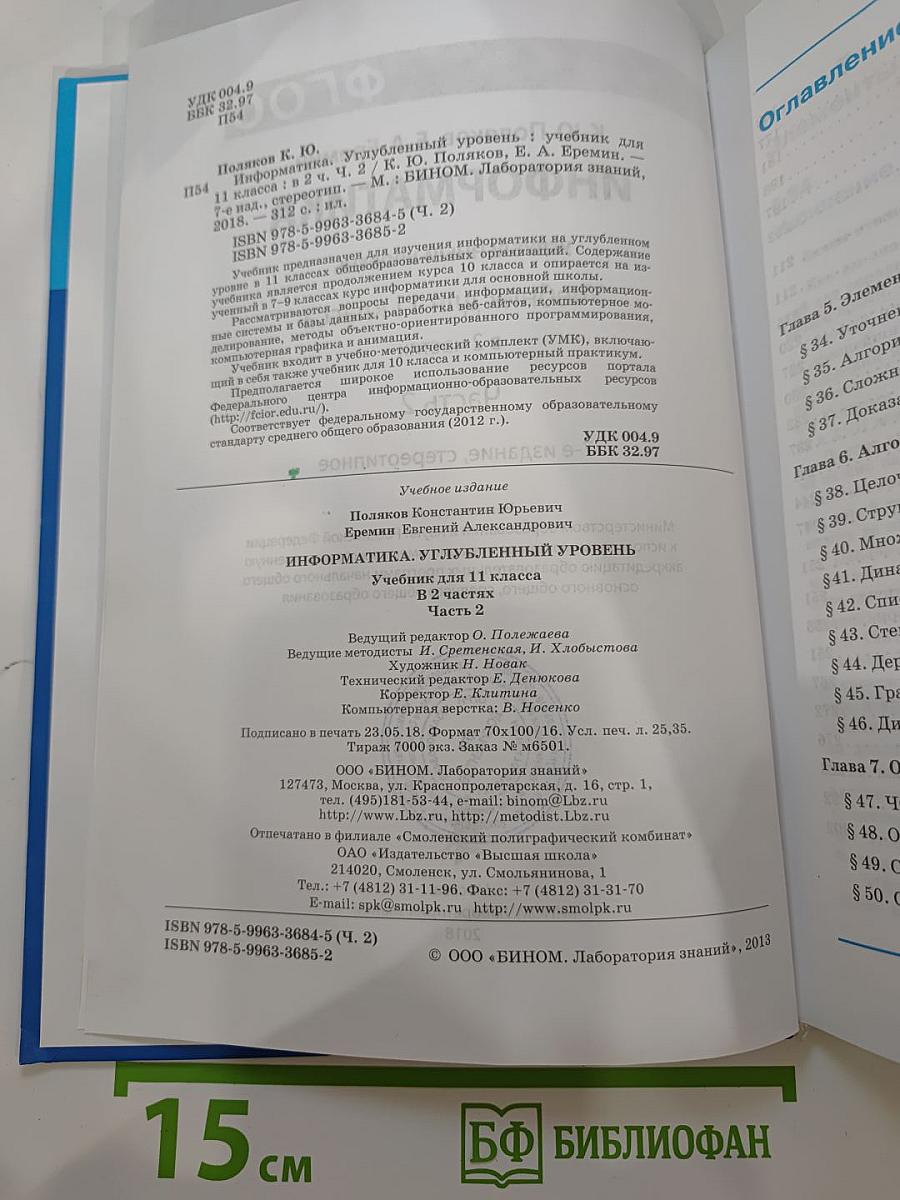 УДК 004.9
ББК 32.97
П54
Поляков К. Ю.
П54 Информатика. Углубленный уровень : учебник для
11 класса : в 2 ч. Ч. 2 / К. Ю. Поляков, Е. А. Еремин. —
7-е изд., стереотип. — М. : БИНОМ. Лаборатория знаний,
2018. — 312 с. : ил.
ISBN 978-5-9963-3684-5 (Ч. 2)
ISBN 978-5-9963-3685-2
Учебник предназначен для изучения информатики на углубленном
уровне в 11 классах общеобразовательных организаций. Содержание
учебника является продолжением курса 10 класса и опирается на из-
ученный в 7–9 классах курс информатики для основной школы.
Рассматриваются вопросы передачи информации, информацион-
ные системы и базы данных, разработка веб-сайтов, компьютерное мо-
делирование, методы объектно-ориентированного программирования,
компьютерная графика и анимация.
Учебник входит в учебно-методический комплект (УМК), включаю-
щий в себя также учебник для 10 класса и компьютерный практикум.
Предполагается широкое использование ресурсов портала
Федерального центра информационно-образовательных ресурсов
(http://fcior.edu.ru/).
Соответствует федеральному государственному образовательному
стандарту среднего общего образования (2012 г.).
УДК 004.9
ББК 32.97
Учебное издание
Поляков Константин Юрьевич
Еремин Евгений Александрович
ИНФОРМАТИКА. УГЛУБЛЕННЫЙ УРОВЕНЬ
Учебник для 11 класса
В 2 частях
Часть 2
Ведущий редактор О. Полежаева
Ведущие методисты И. Сретенская, И. Хлобыстова
Художник Н. Новак
Технический редактор Е. Денюкова
Корректор Е. Клитина
Компьютерная верстка: В. Носенко
Подписано в печать 23.05.18. Формат 70х100/16. Усл. печ. л. 25,35.
Тираж 7000 экз. Заказ № м6501.
ООО «БИНОМ. Лаборатория знаний»
127473, Москва, ул. Краснопролетарская, д. 16, стр. 1,
тел. (495)181-53-44, e-mail: binom@Lbz.ru
http://www.Lbz.ru, http://metodist.Lbz.ru
Отпечатано в филиале «Смоленский полиграфический комбинат»
ОАО «Издательство «Высшая школа»
214020, Смоленск, ул. Смольянинова, 1
Тел.: +7 (4812) 31-11-96. Факс: +7 (4812) 31-31-70
E-mail: spk@smolpk.ru http://www.smolpk.ru
ISBN 978-5-9963-3684-5 (Ч. 2)
ISBN 978-5-9963-3685-2
© ООО «БИНОМ. Лаборатория знаний», 2013
Оглавление
Глава 5. Элемен
§ 34. Уточне
§ 35. Алгори
§ 36. Сложн
§ 37. Доказа
Глава 6. Алго
§ 38. Целоч
§ 39. Струк
§ 40. Множ
§ 41. Дина
§ 42. Спис
§ 43. Сте
§ 44. Дер
§ 45. Гра
§ 46. Ди
Глава 7. О
§ 47. Ч
§ 48. О
§ 49. С
§ 50. С
15 см
БФ БИБЛИОФАН